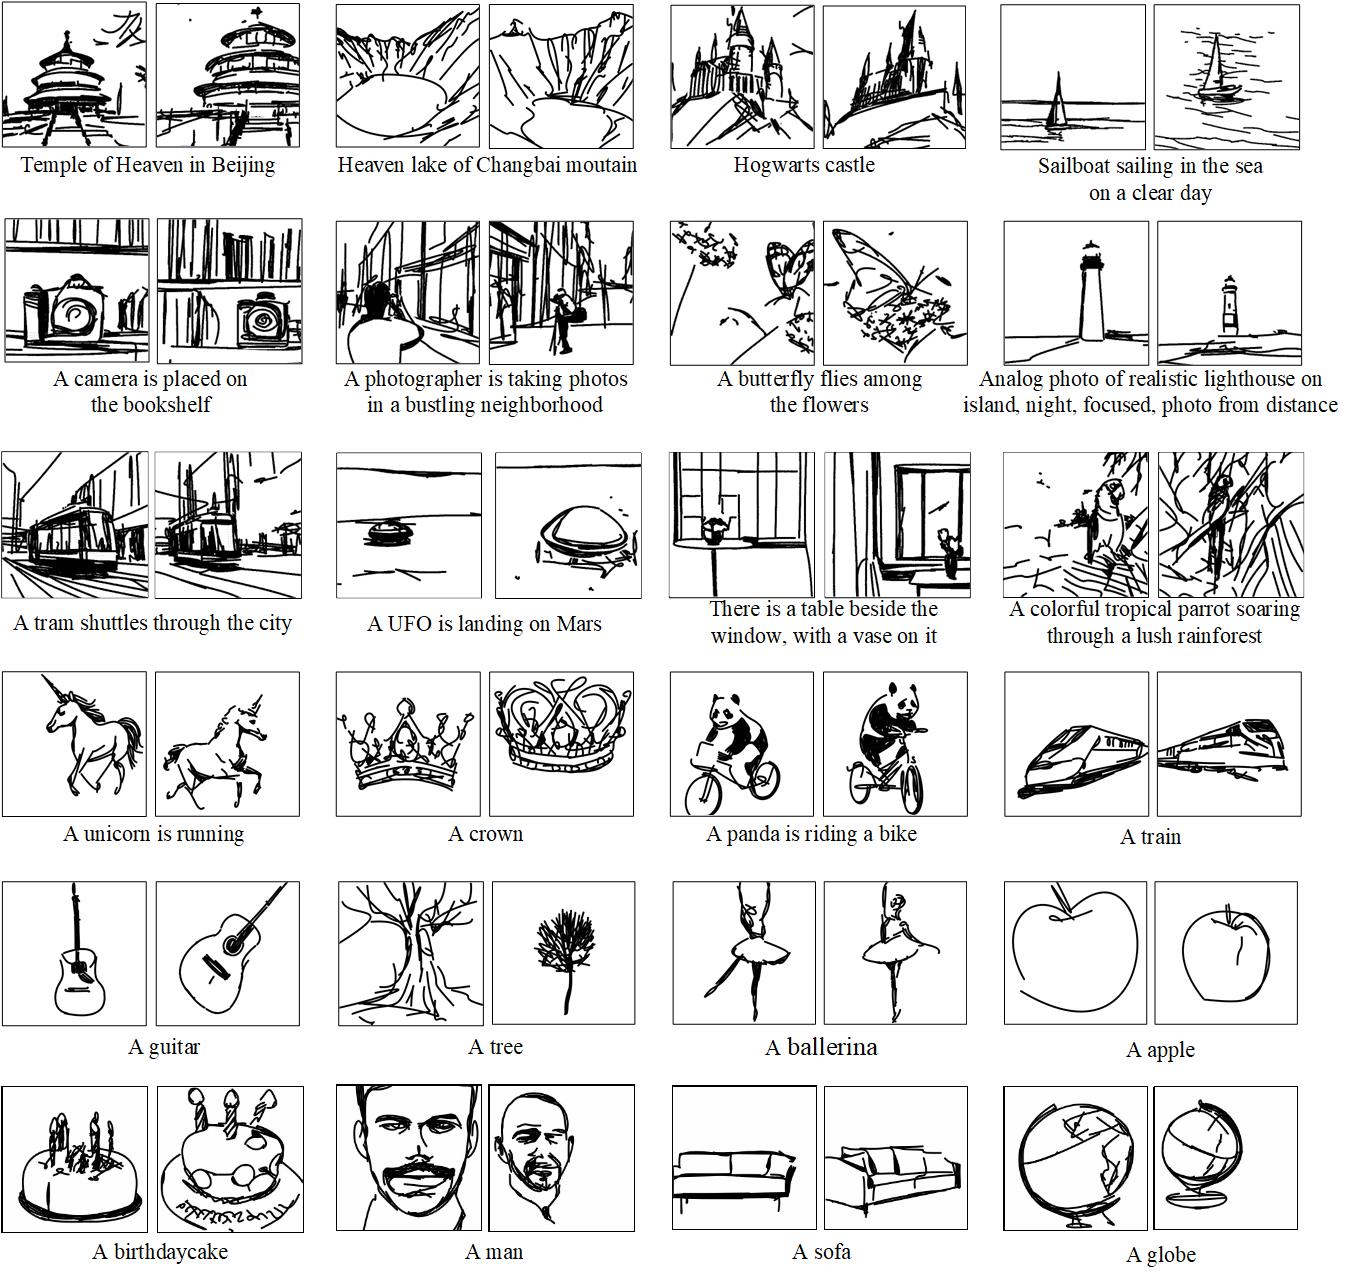 Temple of Heaven in Beijing
Heaven lake of Changbai moutain
Hogwarts castle
Sailboat sailing in the sea
on a clear day
A camera is placed on
the bookshelf
A photographer is taking photos
in a bustling neighborhood
A butterfly flies among
the flowers
Analog photo of realistic lighthouse on
island, night, focused, photo from distance
A tram shuttles through the city
A UFO is landing on Mars
There is a table beside the
window, with a vase on it
A colorful tropical parrot soaring
through a lush rainforest
A unicorn is running
A crown
A panda is riding a bike
A train
A guitar
A tree
A ballerina
A apple
A birthdaycake
A man
A sofa
A globe